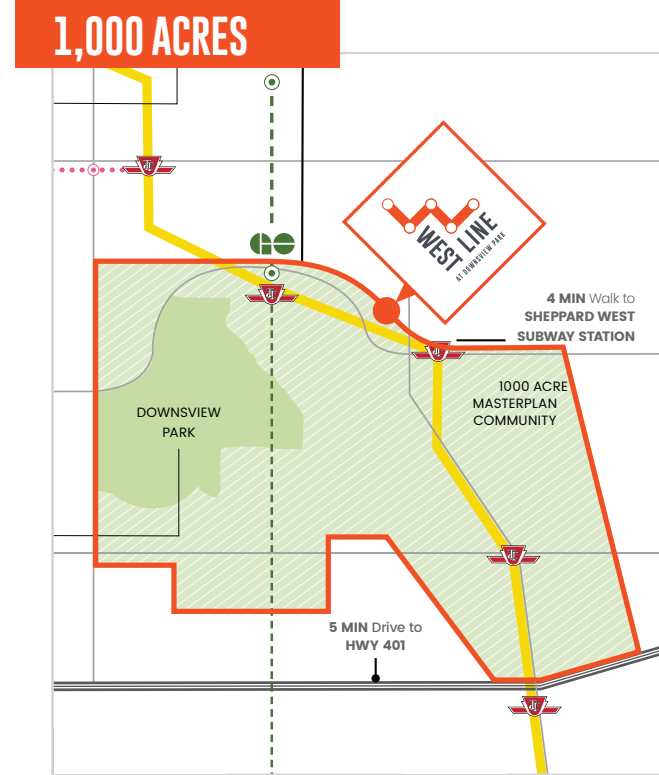 1,000 ACRES
WEST LINE
AT DOWNSVIEW PARK
4 MIN Walk to
SHEPPARD WEST
SUBWAY STATION
1000 ACRE
MASTERPLAN
COMMUNITY
DOWNSVIEW
PARK
5 MIN Drive to
HWY 401